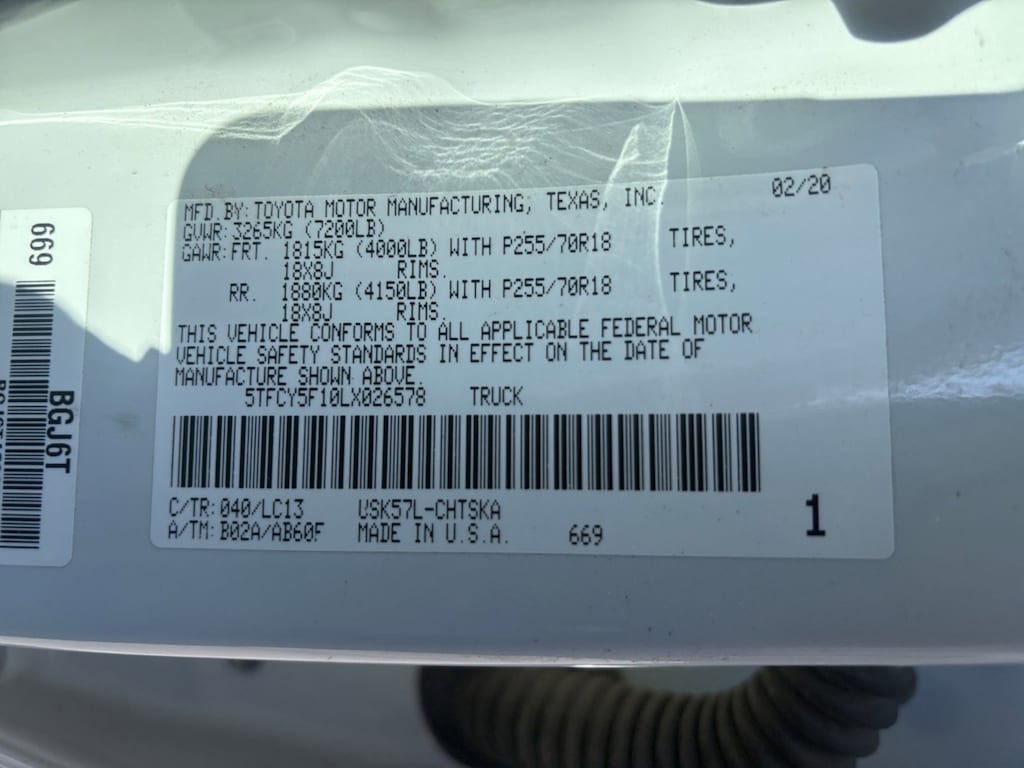 MFD.BY:TOYOTA MOTOR MANUFACTURING, TEXAS, INC. 02/20
GVWR:3265KG (7200LB)
GAWR:FRT. 1815KG (4000LB) WITH P255/70R18 TIRES,
18X8J RIMS.
RR. 1880KG (4150LB) WITH P255/70R18 TIRES,
18X8J RIMS.
THIS VEHICLE CONFORMS TO ALL APPLICABLE FEDERAL MOTOR
VEHICLE SAFETY STANDARDS IN EFFECT ON THE DATE OF
MANUFACTURE SHOWN ABOVE.
5TFCY5F10LX026578 TRUCK
C/TR:040/LC13 USK57L-CHTSKA
A/TM:B02A/AB60F MADE IN U.S.A. 669
1
669
BGJ6T